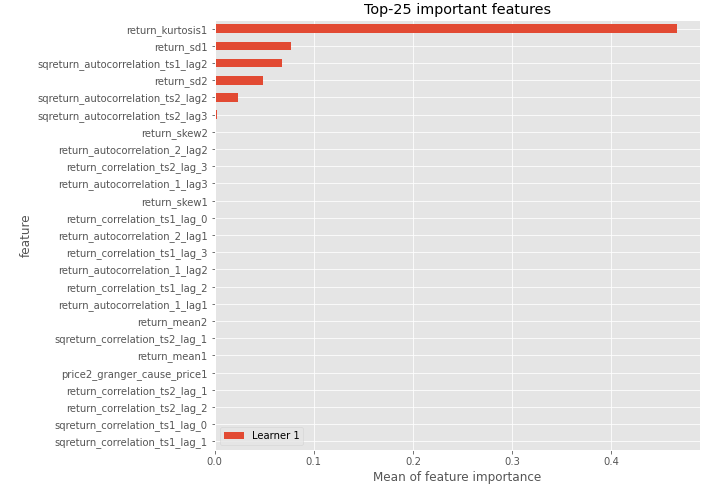 Top-25 important features
return_kurtosis1
return_sd1
sqreturn_autocorrelation_ts1_lag2
return_sd2
sqreturn_autocorrelation_ts2_lag2
sqreturn_autocorrelation_ts2_lag3
return_skew2
return_autocorrelation_2_lag2
return_correlation_ts2_lag_3
return_autocorrelation_1_lag3
return_skew1
return_correlation_ts1_lag_0
return_autocorrelation_2_lag1
return_correlation_ts1_lag_3
return_autocorrelation_1_lag2
return_correlation_ts1_lag_2
return_autocorrelation_1_lag1
return_mean2
sqreturn_correlation_ts2_lag_1
return_mean1
price2_granger_cause_price1
return_correlation_ts2_lag_1
return_correlation_ts2_lag_2
sqreturn_correlation_ts1_lag_0
sqreturn_correlation_ts1_lag_1
feature
Learner 1
0.0 0.1 0.2 0.3 0.4
Mean of feature importance